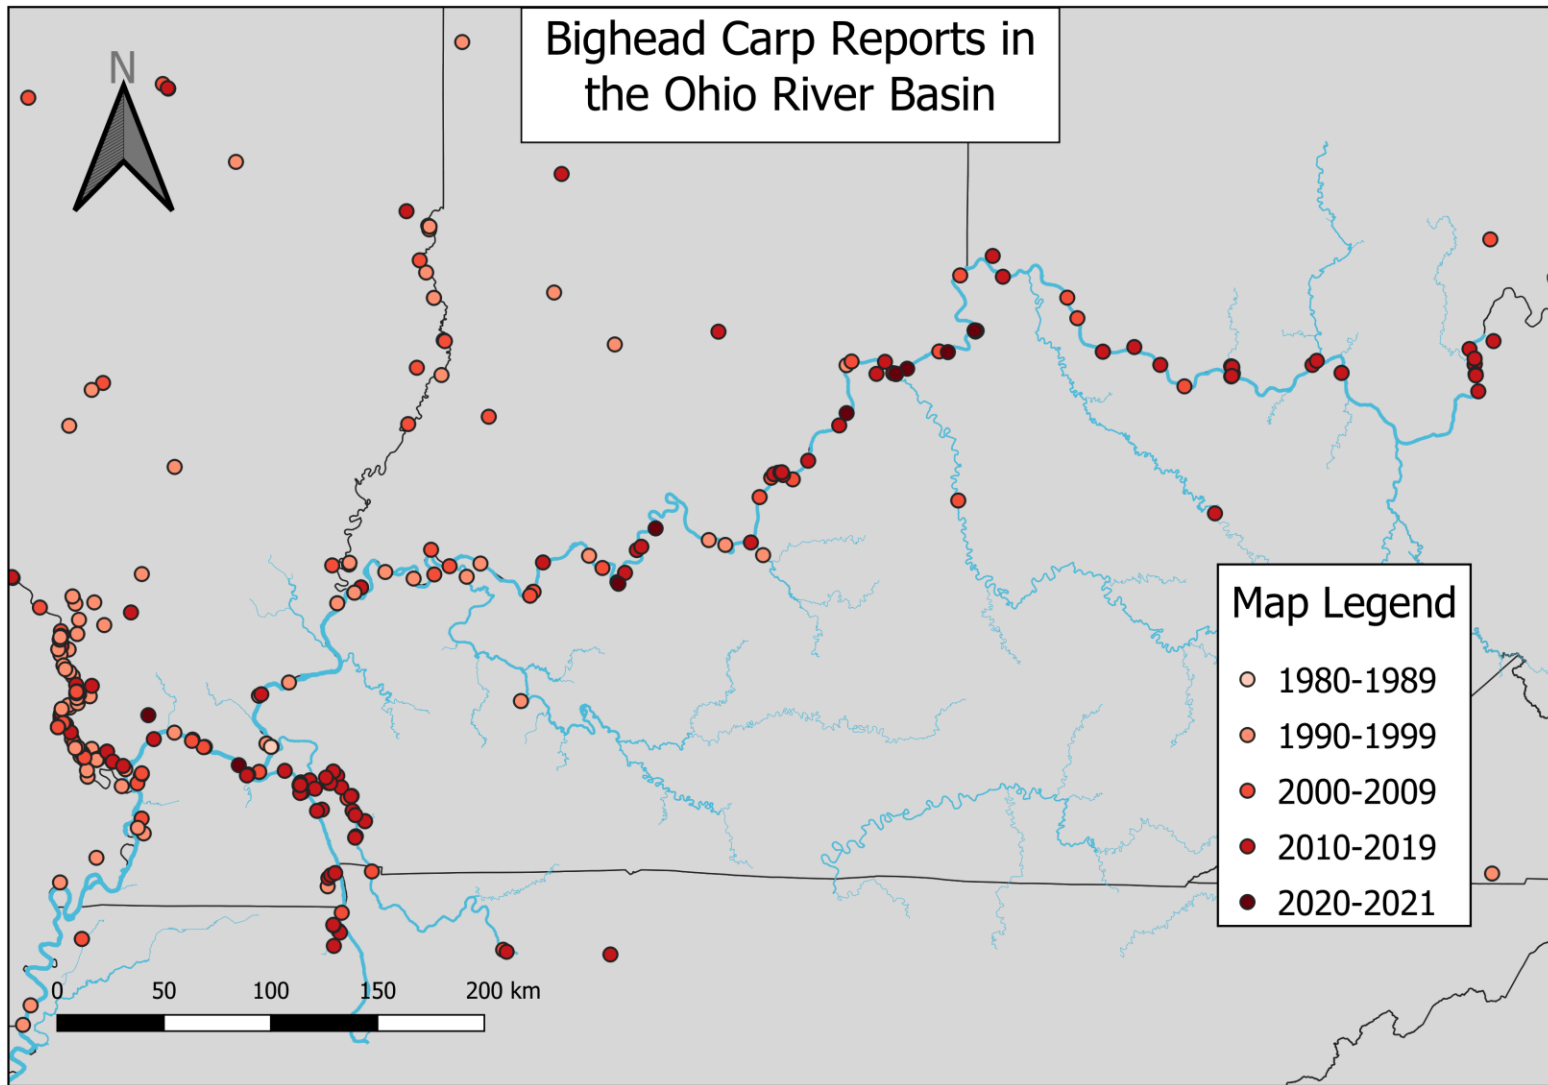 Bighead Carp Reports in
the Ohio River Basin
N
Map Legend
1980-1989
1990-1999
2000-2009
2010-2019
2020-2021
0 50 100 150 200 km